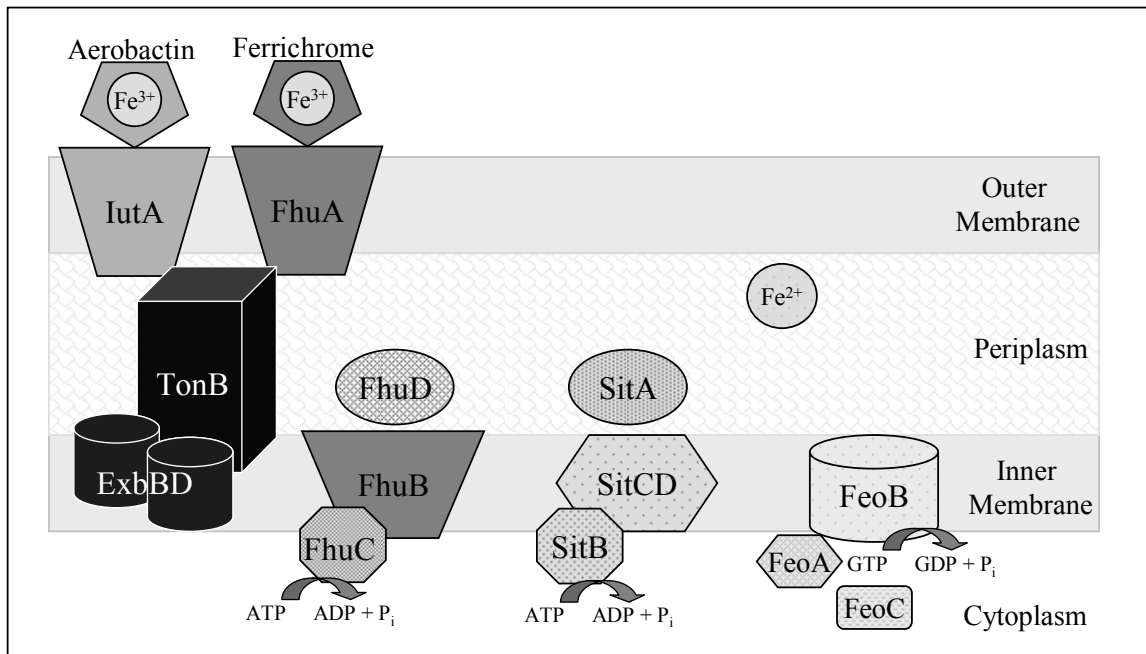 Aerobactin
Ferrichrome
Fe³⁺
Fe³⁺
IutA
FhuA
Outer
Membrane
Fe²⁺
Periplasm
TonB
FhuD
SitA
ExbBD
FhuB
SitCD
FeoB
Inner
Membrane
FhuC
SitB
FeoA
GTP
GDP + Pᵢ
FeoC
ATP
ADP + Pᵢ
ATP
ADP + Pᵢ
Cytoplasm